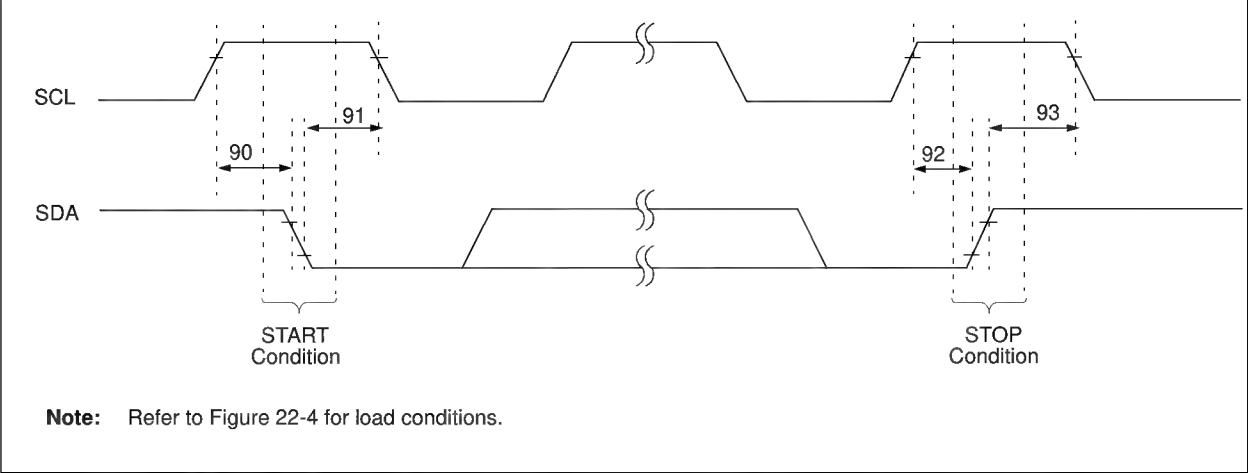 SCL
91
93
90
92
SDA
START
Condition
STOP
Condition
Note: Refer to Figure 22-4 for load conditions.